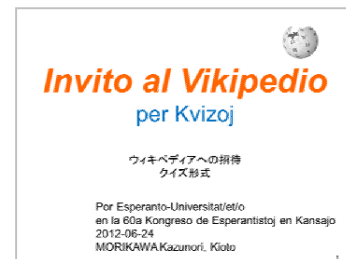 Invito al Vikipedio
per Kvizoj
ウィキペディアへの招待
クイズ形式
Por Esperanto-Universitat/et/o
en la 60a Kongreso de Esperantistoj en Kansajo
2012-06-24
MORIKAWA Kazunori, Kioto